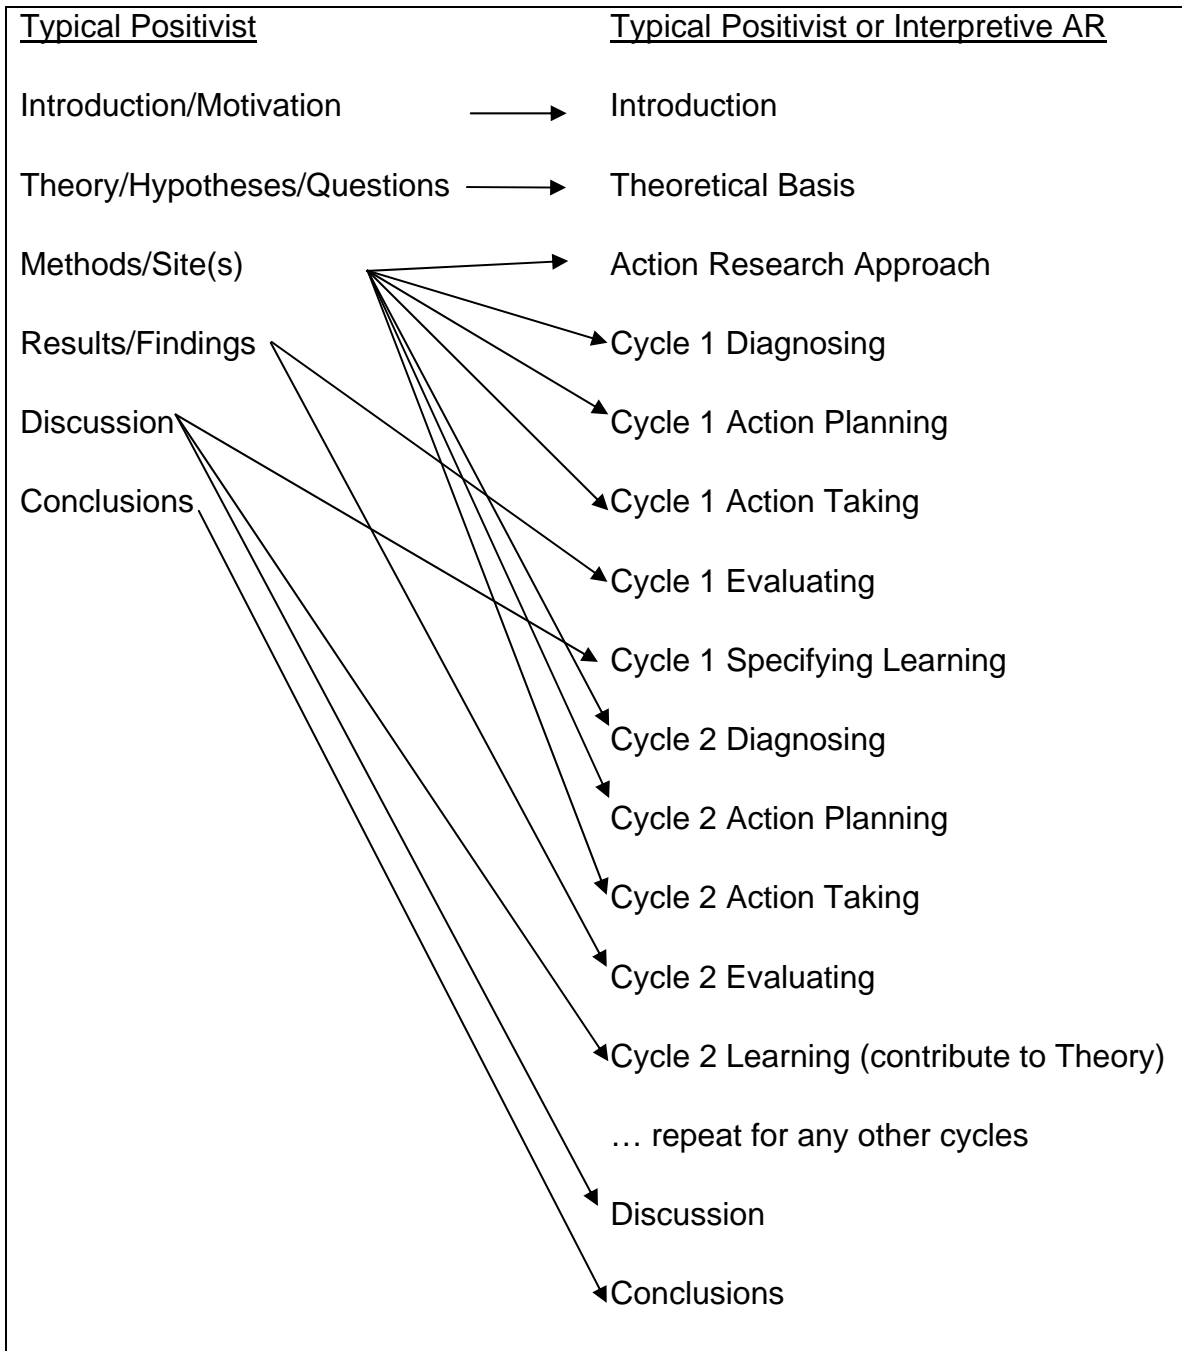 Typical Positivist Typical Positivist or Interpretive AR
Introduction/Motivation Introduction
Theory/Hypotheses/Questions Theoretical Basis
Methods/Site(s) Action Research Approach
Results/Findings Cycle 1 Diagnosing
Discussion Cycle 1 Action Planning
Conclusions Cycle 1 Action Taking
Cycle 1 Evaluating
Cycle 1 Specifying Learning
Cycle 2 Diagnosing
Cycle 2 Action Planning
Cycle 2 Action Taking
Cycle 2 Evaluating
Cycle 2 Learning (contribute to Theory)
… repeat for any other cycles
Discussion
Conclusions